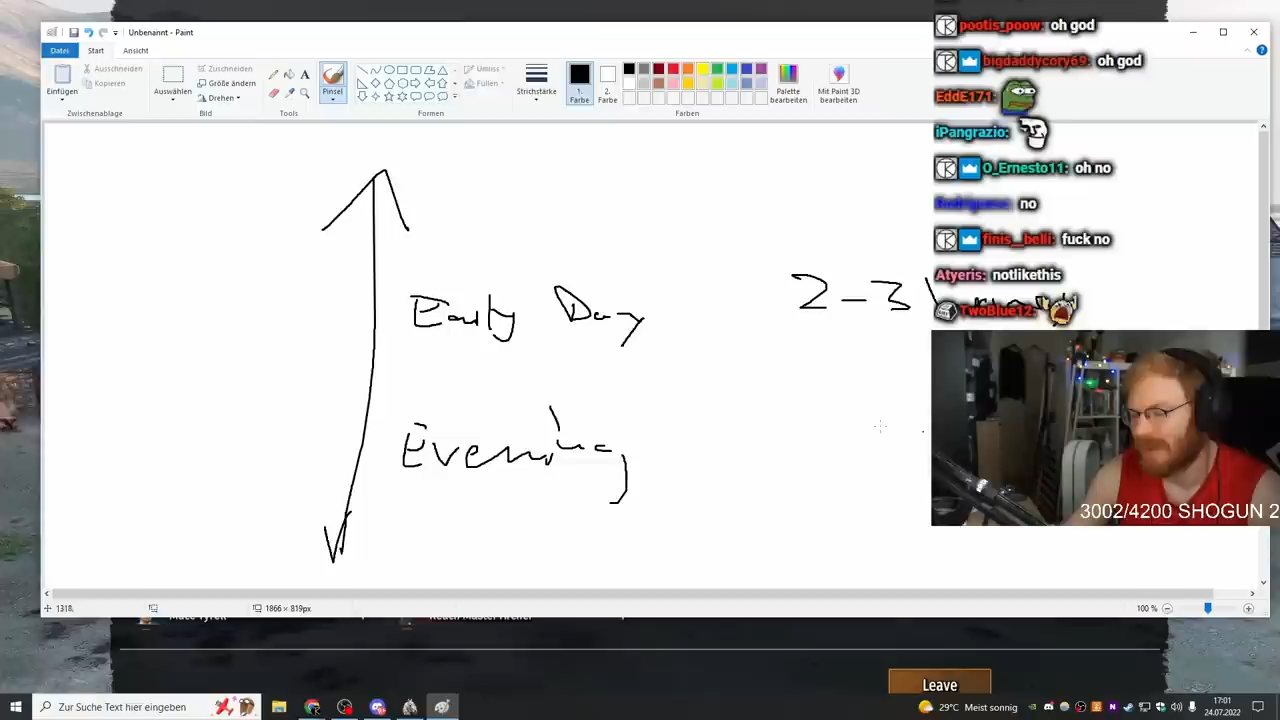 Unbenannt - Paint
Datei Start Ansicht
Einfügen
Ausschneiden
Kopieren
Zwischenablage
Auswählen
Zuschneiden
Größe ändern
Drehen
Bild
Pinsel
Tools
Umriss
Füllen
Formen
Strichstärke
1. Farbe
2. Farbe
Palette bearbeiten
Mit Paint 3D bearbeiten
Farben
pootis_poow: oh god
bigdaddycory69: oh god
EddE171:
iPangrazio:
O_Ernesto11: oh no
no
finis__belli: fuck no
Atyeris: notlikethis
TwoBlue12:
Early Day
2-3
Evening
3002/4200 SHOGUN 2
1318,
1866 × 819px
100 %
Leave
Zur Suche Text hier eingeben
29°C Meist sonnig
17:01
24.07.2022